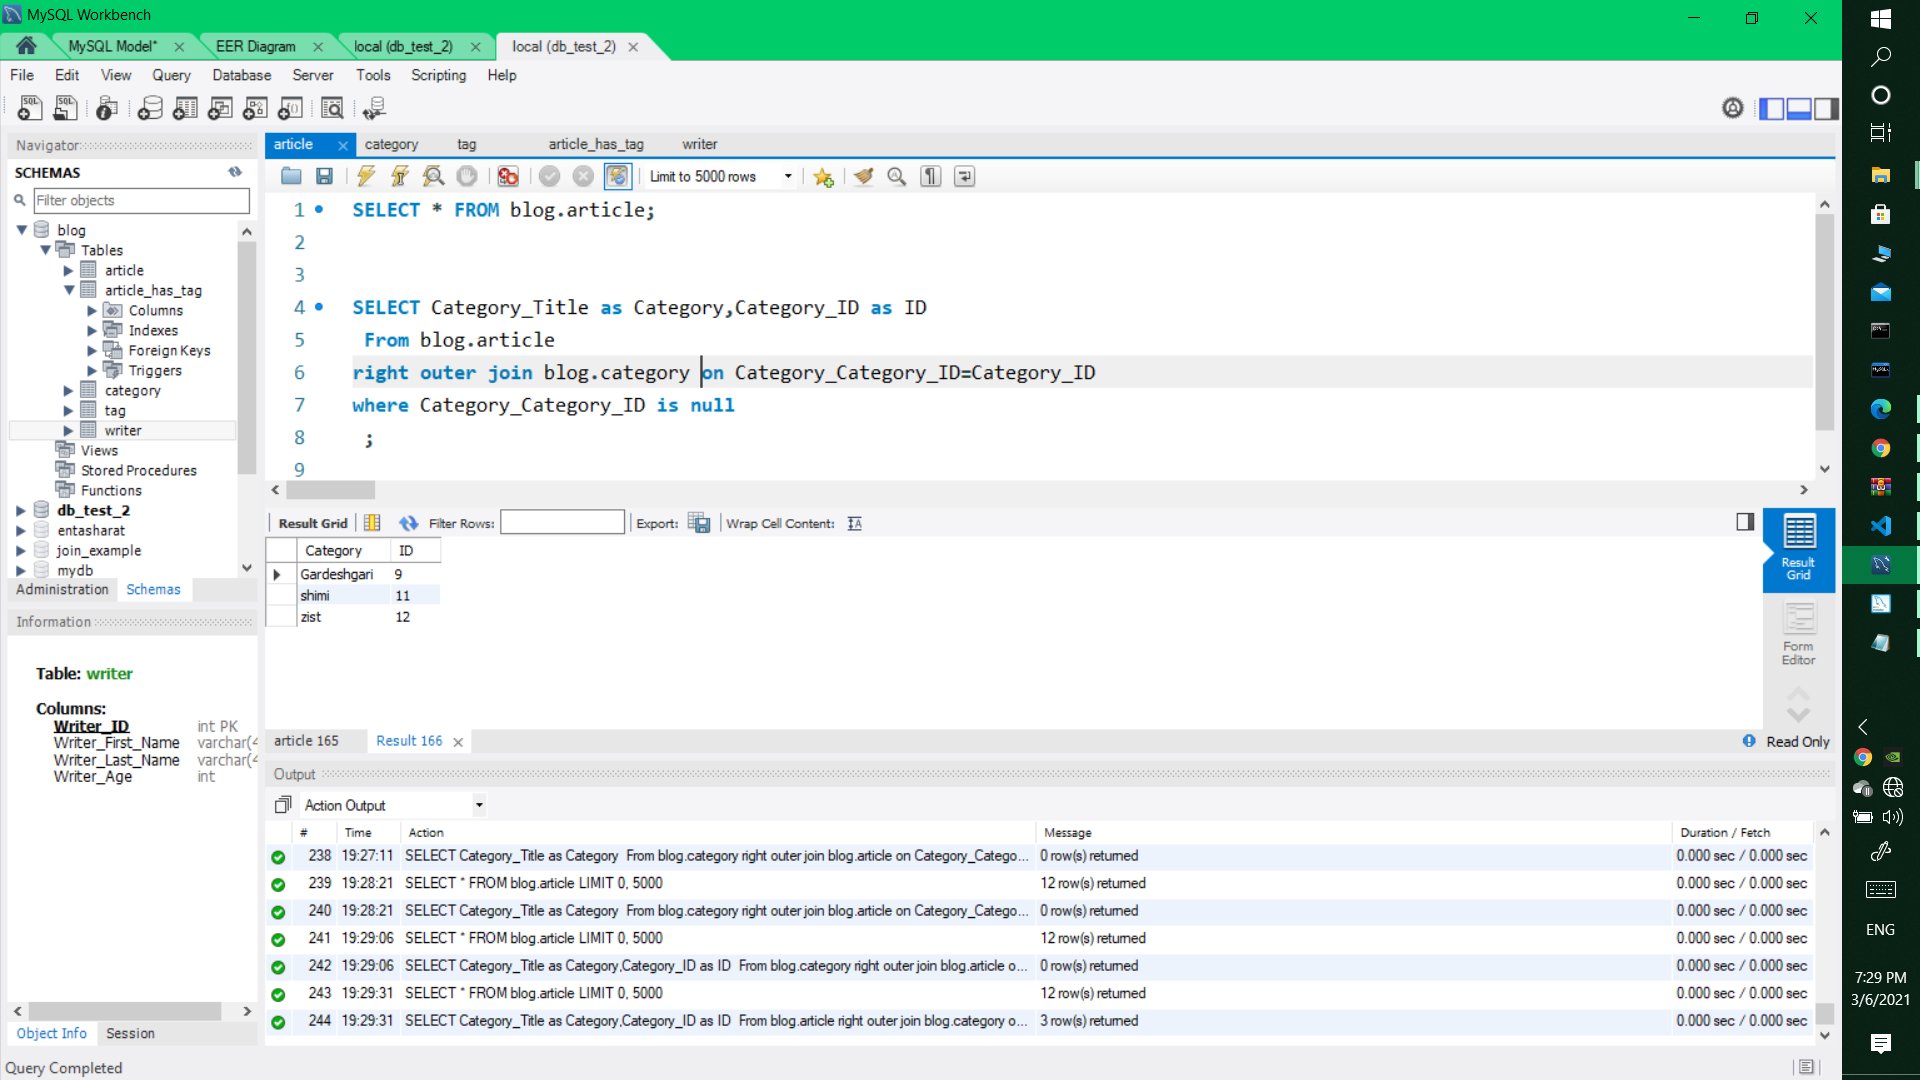 MySQL Workbench
MySQL Model*
EER Diagram
local (db_test_2)
local (db_test_2)
File Edit View Query Database Server Tools Scripting Help
Navigator
SCHEMAS
Filter objects
blog
Tables
article
article_has_tag
Columns
Indexes
Foreign Keys
Triggers
category
tag
writer
Views
Stored Procedures
Functions
db_test_2
entasharat
join_example
mydb
Administration Schemas
Information
Table: writer
Columns:
Writer_ID int PK
Writer_First_Name varchar(4
Writer_Last_Name varchar(4
Writer_Age int
Object Info Session
Query Completed
article category tag article_has_tag writer
Limit to 5000 rows
1 SELECT * FROM blog.article;
2
3
4 SELECT Category_Title as Category,Category_ID as ID
5 From blog.article
6 right outer join blog.category on Category_Category_ID=Category_ID
7 where Category_Category_ID is null
8 ;
9
Result Grid Filter Rows: Export: Wrap Cell Content:
Category ID
Gardeshgari 9
shimi 11
zist 12
Result
Grid
Form
Editor
article 165 Result 166
Read Only
Output
Action Output
# Time Action Message Duration / Fetch
238 19:27:11 SELECT Category_Title as Category From blog.category right outer join blog.article on Category_Catego... 0 row(s) returned 0.000 sec / 0.000 sec
239 19:28:21 SELECT * FROM blog.article LIMIT 0, 5000 12 row(s) returned 0.000 sec / 0.000 sec
240 19:28:21 SELECT Category_Title as Category From blog.category right outer join blog.article on Category_Catego... 0 row(s) returned 0.000 sec / 0.000 sec
241 19:29:06 SELECT * FROM blog.article LIMIT 0, 5000 12 row(s) returned 0.000 sec / 0.000 sec
242 19:29:06 SELECT Category_Title as Category,Category_ID as ID From blog.category right outer join blog.article o... 0 row(s) returned 0.000 sec / 0.000 sec
243 19:29:31 SELECT * FROM blog.article LIMIT 0, 5000 12 row(s) returned 0.000 sec / 0.000 sec
244 19:29:31 SELECT Category_Title as Category,Category_ID as ID From blog.article right outer join blog.category o... 3 row(s) returned 0.000 sec / 0.000 sec
ENG
7:29 PM
3/6/2021